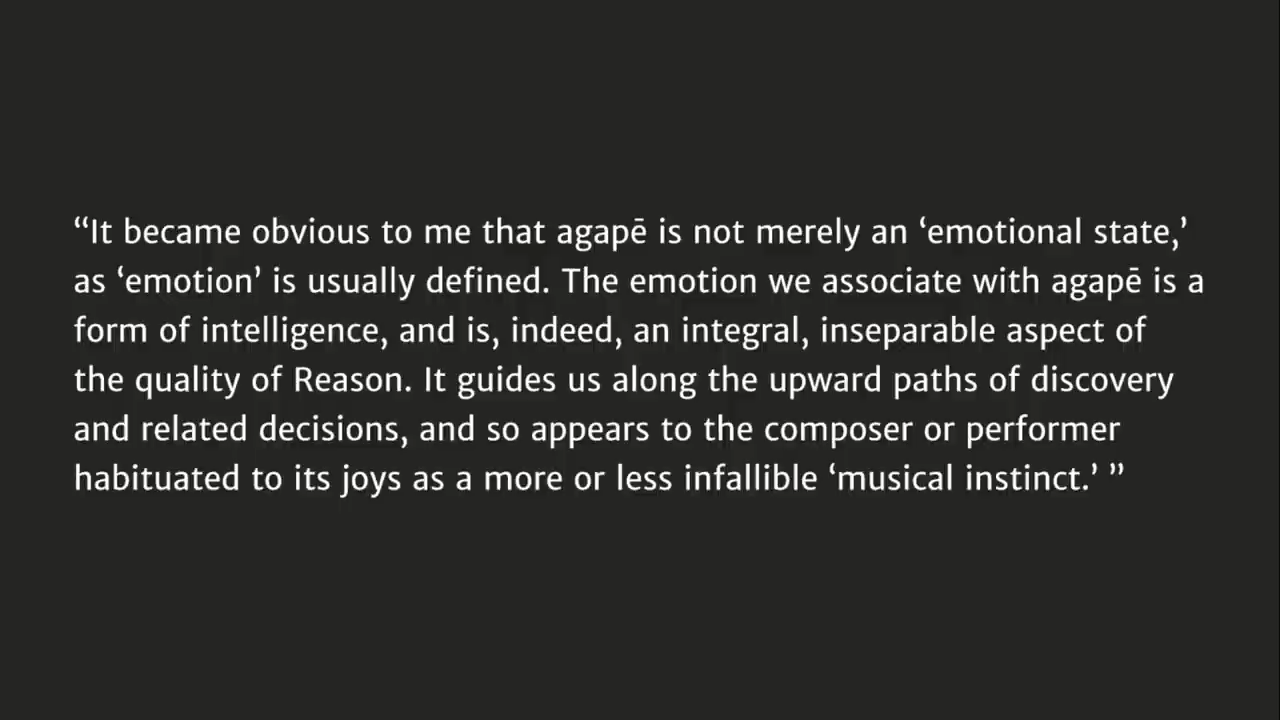 “It became obvious to me that agapē is not merely an ‘emotional state,’
as ‘emotion’ is usually defined. The emotion we associate with agapē is a
form of intelligence, and is, indeed, an integral, inseparable aspect of
the quality of Reason. It guides us along the upward paths of discovery
and related decisions, and so appears to the composer or performer
habituated to its joys as a more or less infallible ‘musical instinct.’ ”